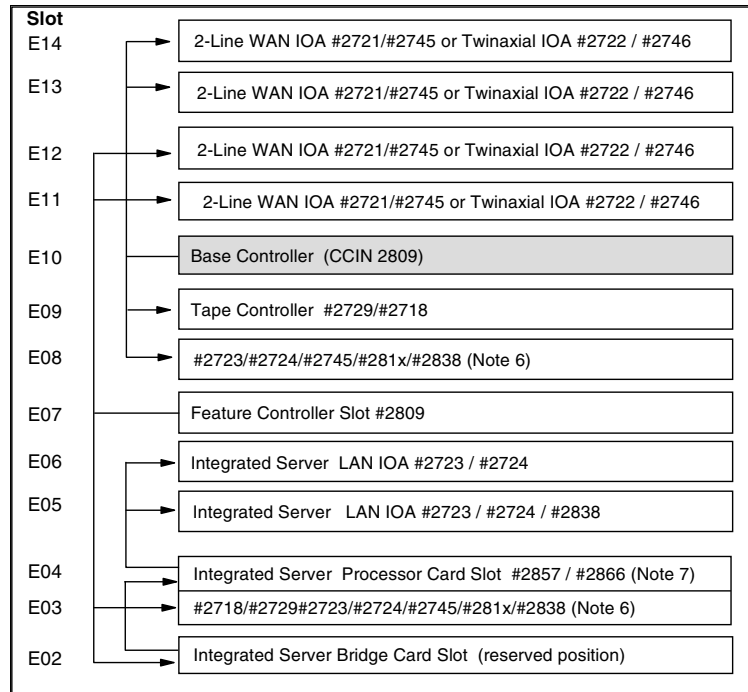 Slot
E14 2-Line WAN IOA #2721/#2745 or Twinaxial IOA #2722 / #2746
E13 2-Line WAN IOA #2721/#2745 or Twinaxial IOA #2722 / #2746
E12 2-Line WAN IOA #2721/#2745 or Twinaxial IOA #2722 / #2746
E11 2-Line WAN IOA #2721/#2745 or Twinaxial IOA #2722 / #2746
E10 Base Controller (CCIN 2809)
E09 Tape Controller #2729/#2718
E08 #2723/#2724/#2745/#281x/#2838 (Note 6)
E07 Feature Controller Slot #2809
E06 Integrated Server LAN IOA #2723 / #2724
E05 Integrated Server LAN IOA #2723 / #2724 / #2838
E04 Integrated Server Processor Card Slot #2857 / #2866 (Note 7)
E03 #2718/#2729#2723/#2724/#2745/#281x/#2838 (Note 6)
E02 Integrated Server Bridge Card Slot (reserved position)